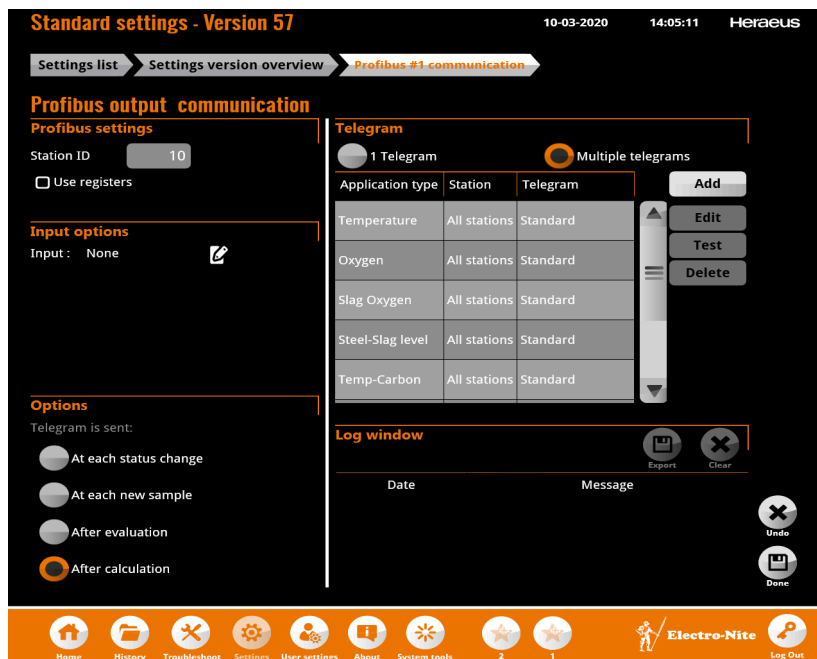 Standard settings - Version 57
10-03-2020
14:05:11
Heraeus
Settings list
Settings version overview
Profibus #1 communication
Profibus output communication
Profibus settings
Station ID 10
Use registers
Input options
Input : None
Options
Telegram is sent:
At each status change
At each new sample
After evaluation
After calculation
Telegram
1 Telegram
Multiple telegrams
Application type Station Telegram
Temperature All stations Standard
Oxygen All stations Standard
Slag Oxygen All stations Standard
Steel-Slag level All stations Standard
Temp-Carbon All stations Standard
Add
Edit
Test
Delete
Log window
Export
Clear
Date Message
Undo
Done
Home
History
Troubleshoot
Settings
User settings
About
System tools
2
1
Electro-Nite
Log Out